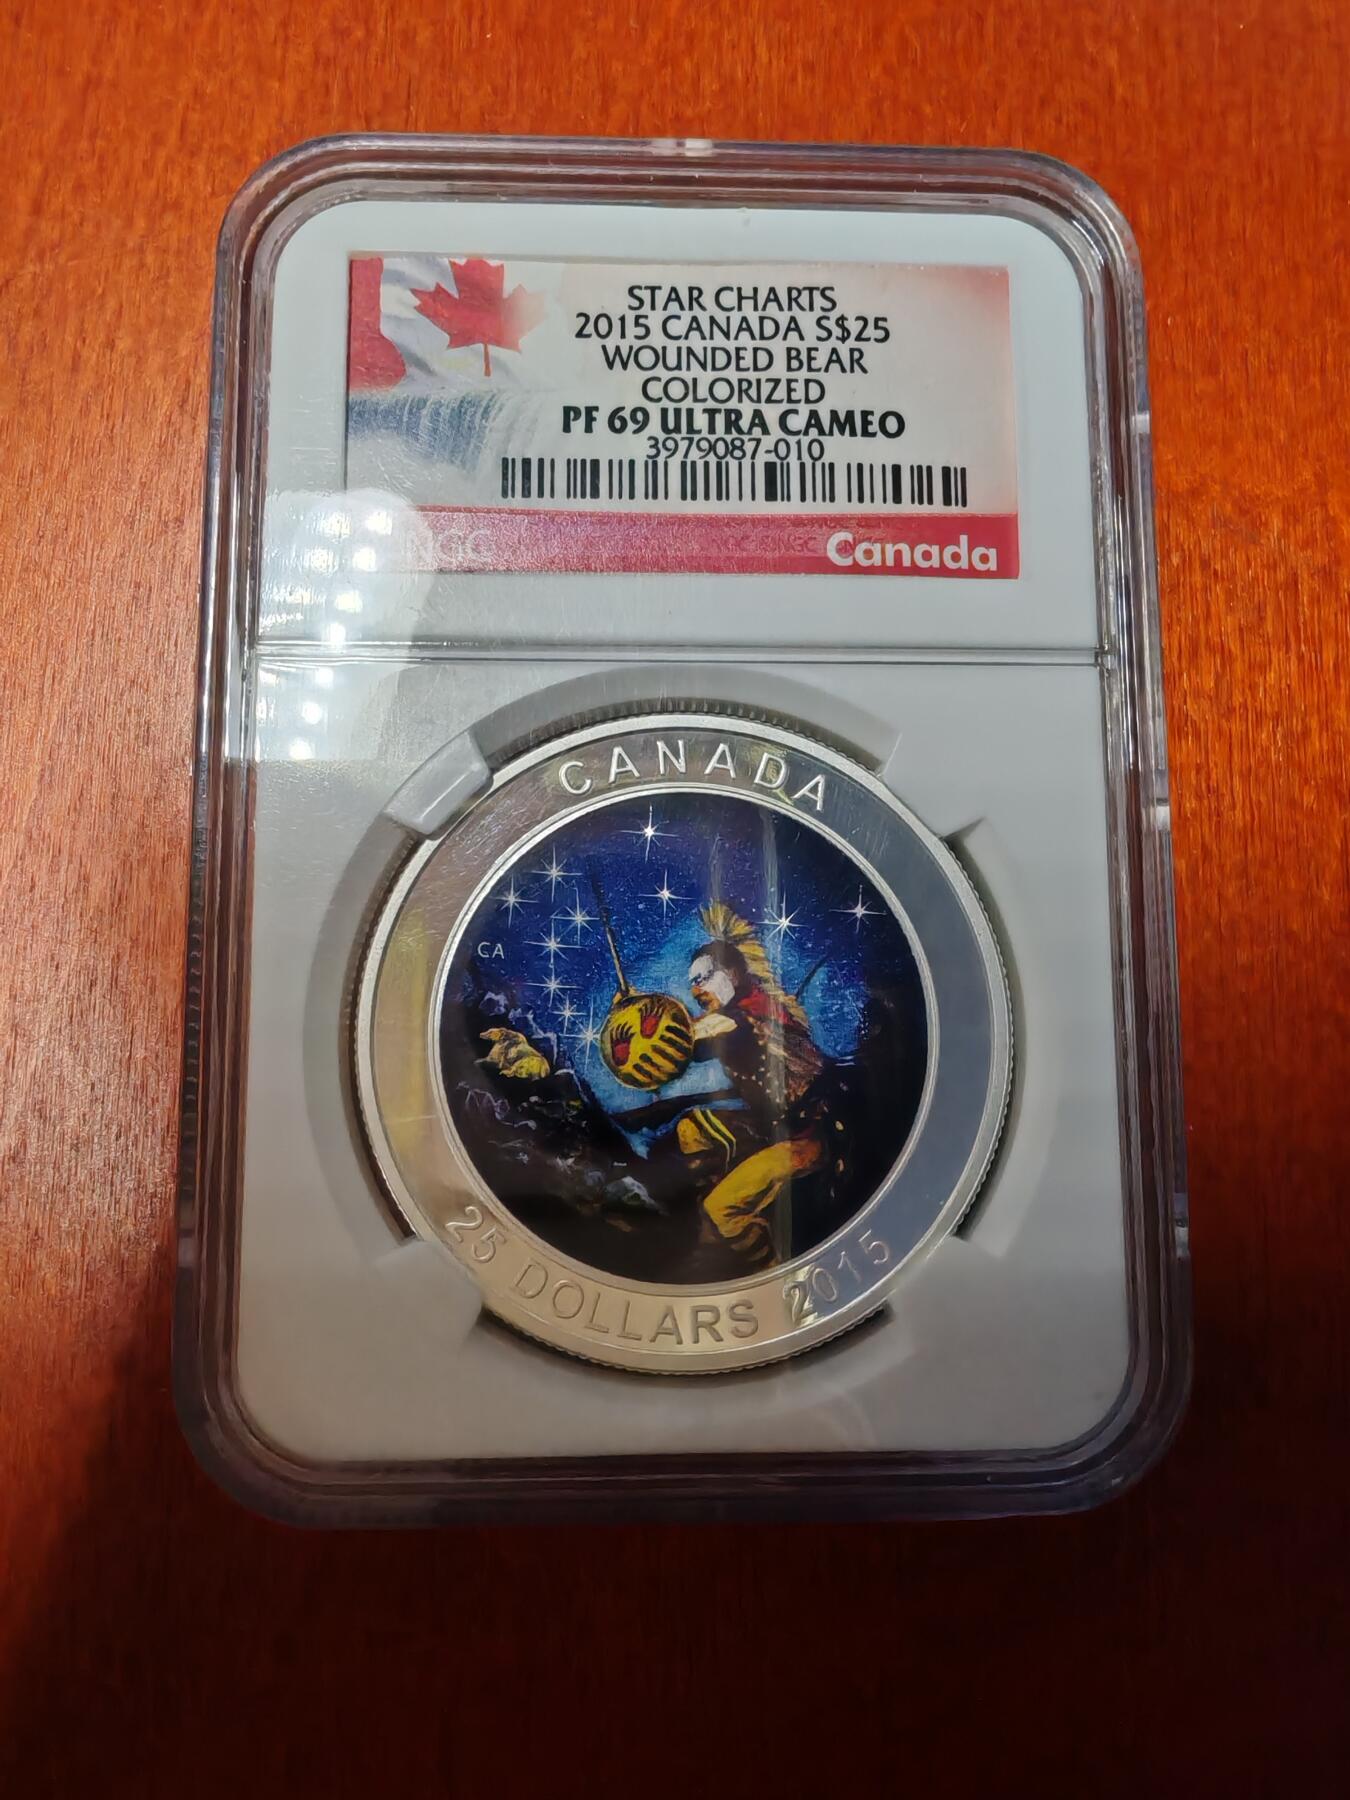 STAR CHARTS
2015 CANADA S$25
WOUNDED BEAR
COLORIZED
PF 69 ULTRA CAMEO
3979087-010
NGC
Canada
CANADA
CA
25 DOLLARS 2015